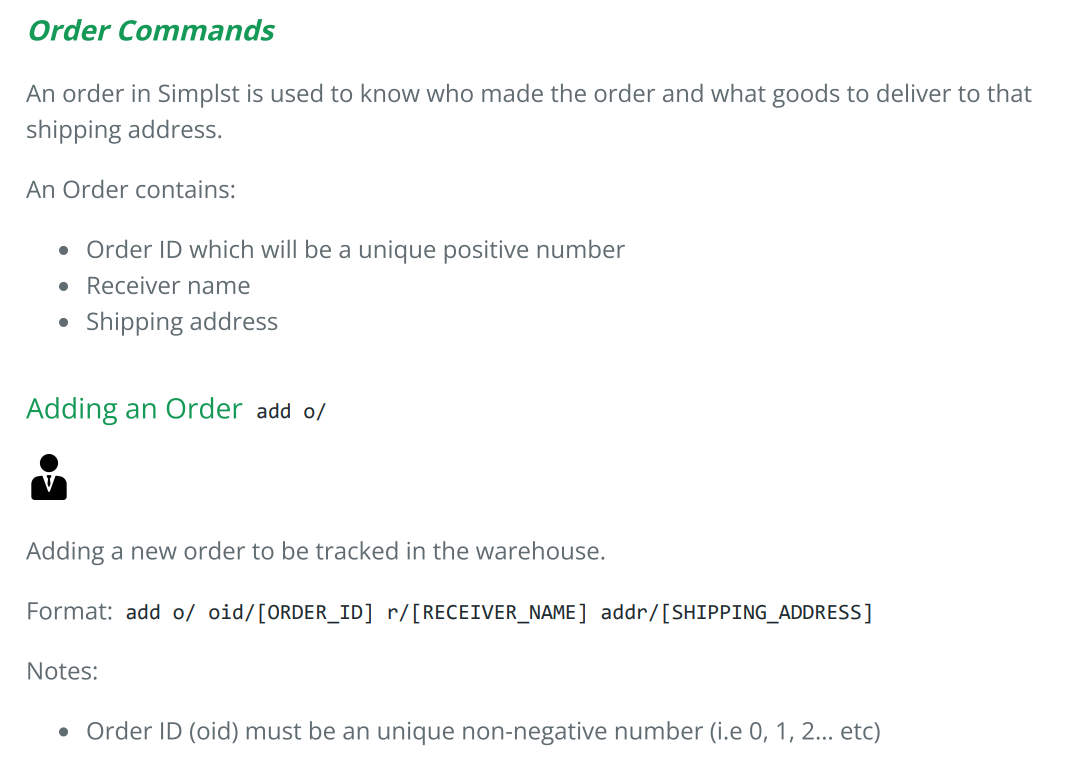 Order Commands
An order in Simplst is used to know who made the order and what goods to deliver to that
shipping address.
An Order contains:
Order ID which will be a unique positive number
Receiver name
Shipping address
Adding an Order add o/
Adding a new order to be tracked in the warehouse.
Format: add o/ oid/[ORDER_ID] r/[RECEIVER_NAME] addr/[SHIPPING_ADDRESS]
Notes:
Order ID (oid) must be an unique non-negative number (i.e 0, 1, 2... etc)